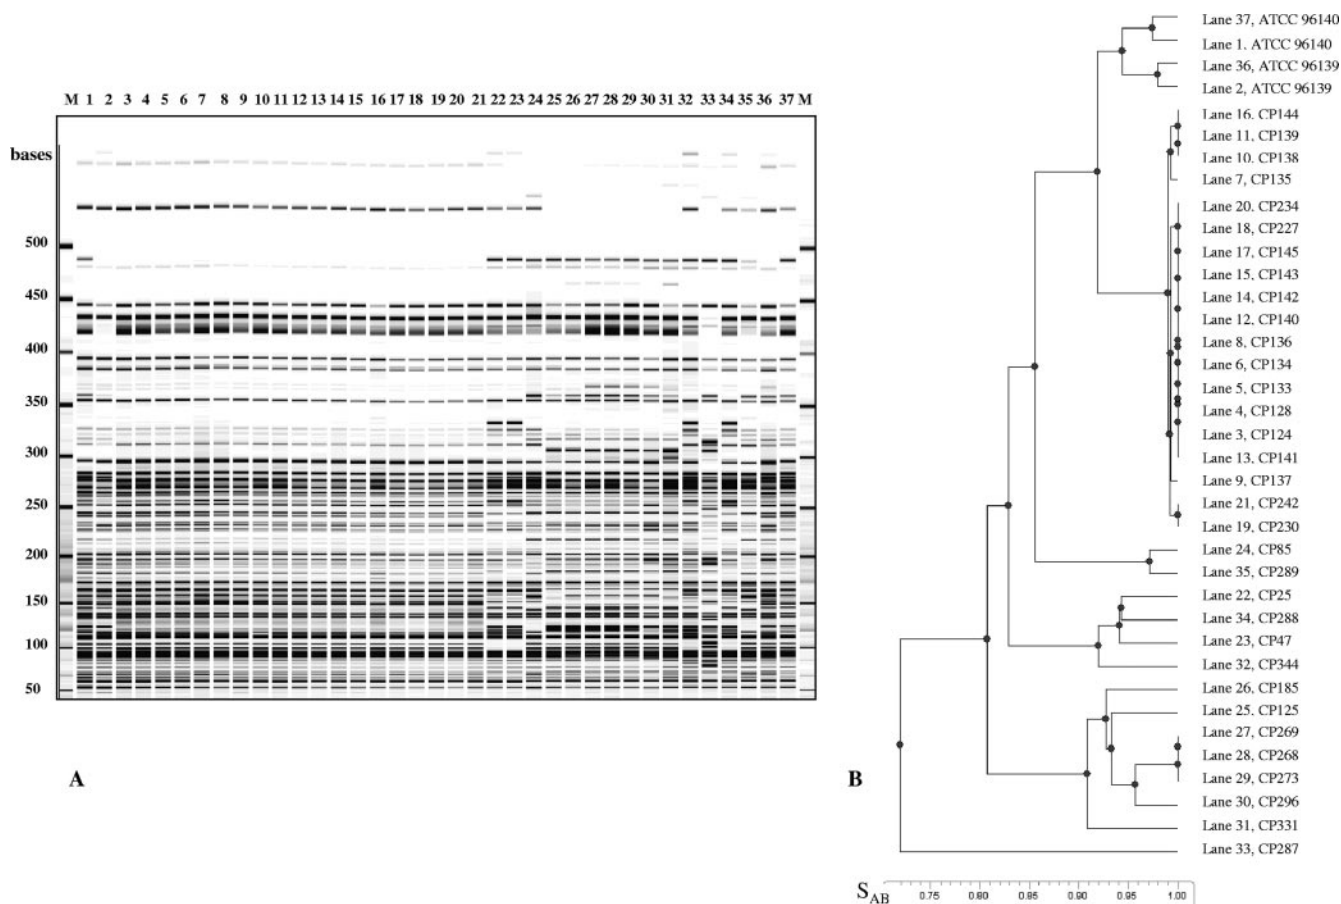 M 1 2 3 4 5 6 7 8 9 10 11 12 13 14 15 16 17 18 19 20 21 22 23 24 25 26 27 28 29 30 31 32 33 34 35 36 37 M
bases
500
450
400
350
300
250
200
150
100
50
A
Lane 37, ATCC 96140
Lane 1. ATCC 96140
Lane 36, ATCC 96139
Lane 2, ATCC 96139
Lane 16. CP144
Lane 11, CP139
Lane 10. CP138
Lane 7, CP135
Lane 20. CP234
Lane 18, CP227
Lane 17, CP145
Lane 15, CP143
Lane 14, CP142
Lane 12, CP140
Lane 8, CP136
Lane 6, CP134
Lane 5, CP133
Lane 4, CP128
Lane 3, CP124
Lane 13, CP141
Lane 9, CP137
Lane 21, CP242
Lane 19, CP230
Lane 24, CP85
Lane 35, CP289
Lane 22, CP25
Lane 34, CP288
Lane 23, CP47
Lane 32, CP344
Lane 26. CP185
Lane 25. CP125
Lane 27, CP269
Lane 28, CP268
Lane 29, CP273
Lane 30, CP296
Lane 31, CP331
Lane 33, CP287
B
SAB 0.75 0.80 0.85 0.90 0.95 1.00